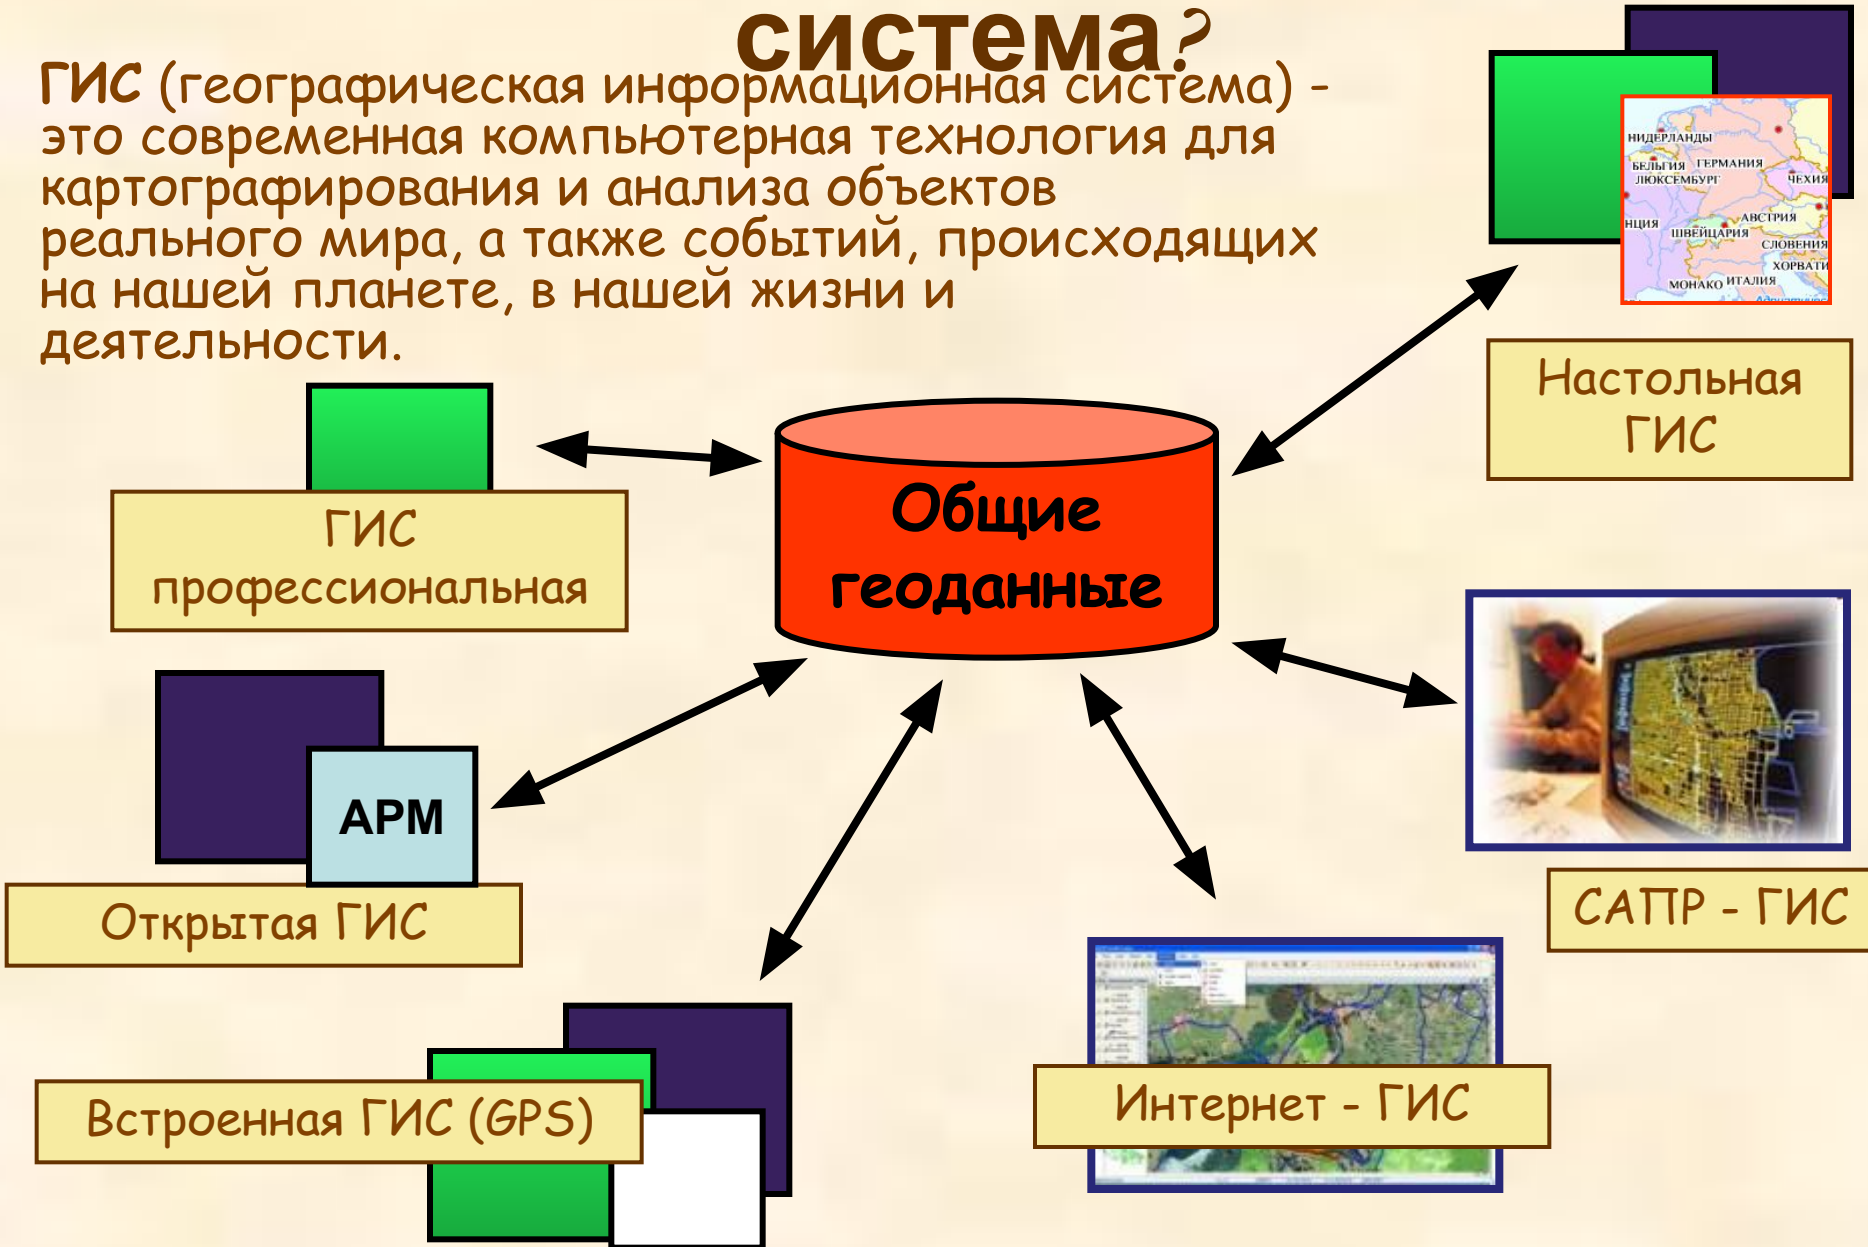 система?
ГИС (географическая информационная система) -
это современная компьютерная технология для
картографирования и анализа объектов
реального мира, а также событий, происходящих
на нашей планете, в нашей жизни и
деятельности.
НИДЕРЛАНДЫ
БЕЛЬГИЯ
ГЕРМАНИЯ
ЛЮКСЕМБУРГ
ЧЕХИЯ
НЦИЯ
АВСТРИЯ
ШВЕЙЦАРИЯ
СЛОВЕНИЯ
ХОРВАТИ
МОНАКО
ИТАЛИЯ
Настольная
ГИС
Общие
геоданные
ГИС
профессиональная
АРМ
Открытая ГИС
САПР - ГИС
Встроенная ГИС (GPS)
Интернет - ГИС